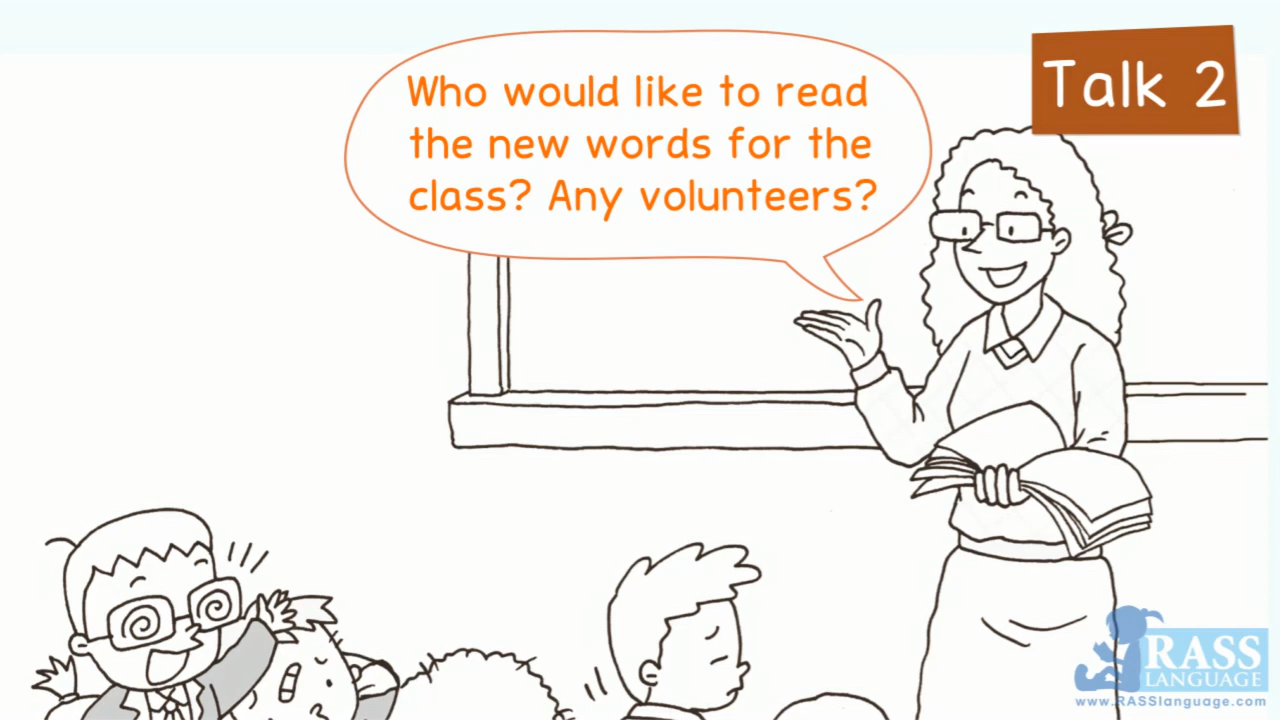 Talk 2
Who would like to read
the new words for the
class? Any volunteers?
RASS
LANGUAGE
www.RASSlanguage.com